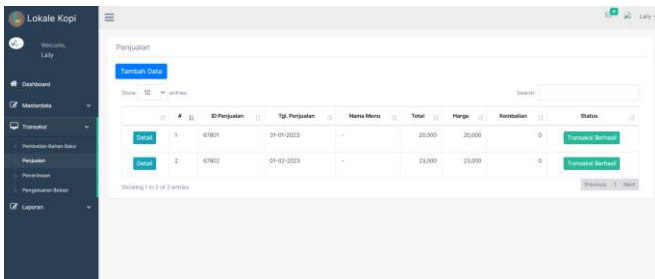 Lokale Kopi
Welcome,
Laily
Laily
Dashboard
Masterdata
Transaksi
Pembelian Bahan Baku
Penjualan
Penerimaan
Pengeluaran Beban
Laporan
Penjualan
Tambah Data
Show 10 entries
Search:
# ID Penjualan Tgl. Penjualan Nama Menu Total Harga Kembalian Status
Detail 1 67801 31-01-2023 - 20,000 20,000 0 Transaksi Berhasil
Detail 2 67802 01-02-2023 - 23,000 23,000 0 Transaksi Berhasil
Showing 1 to 2 of 2 entries
Previous 1 Next